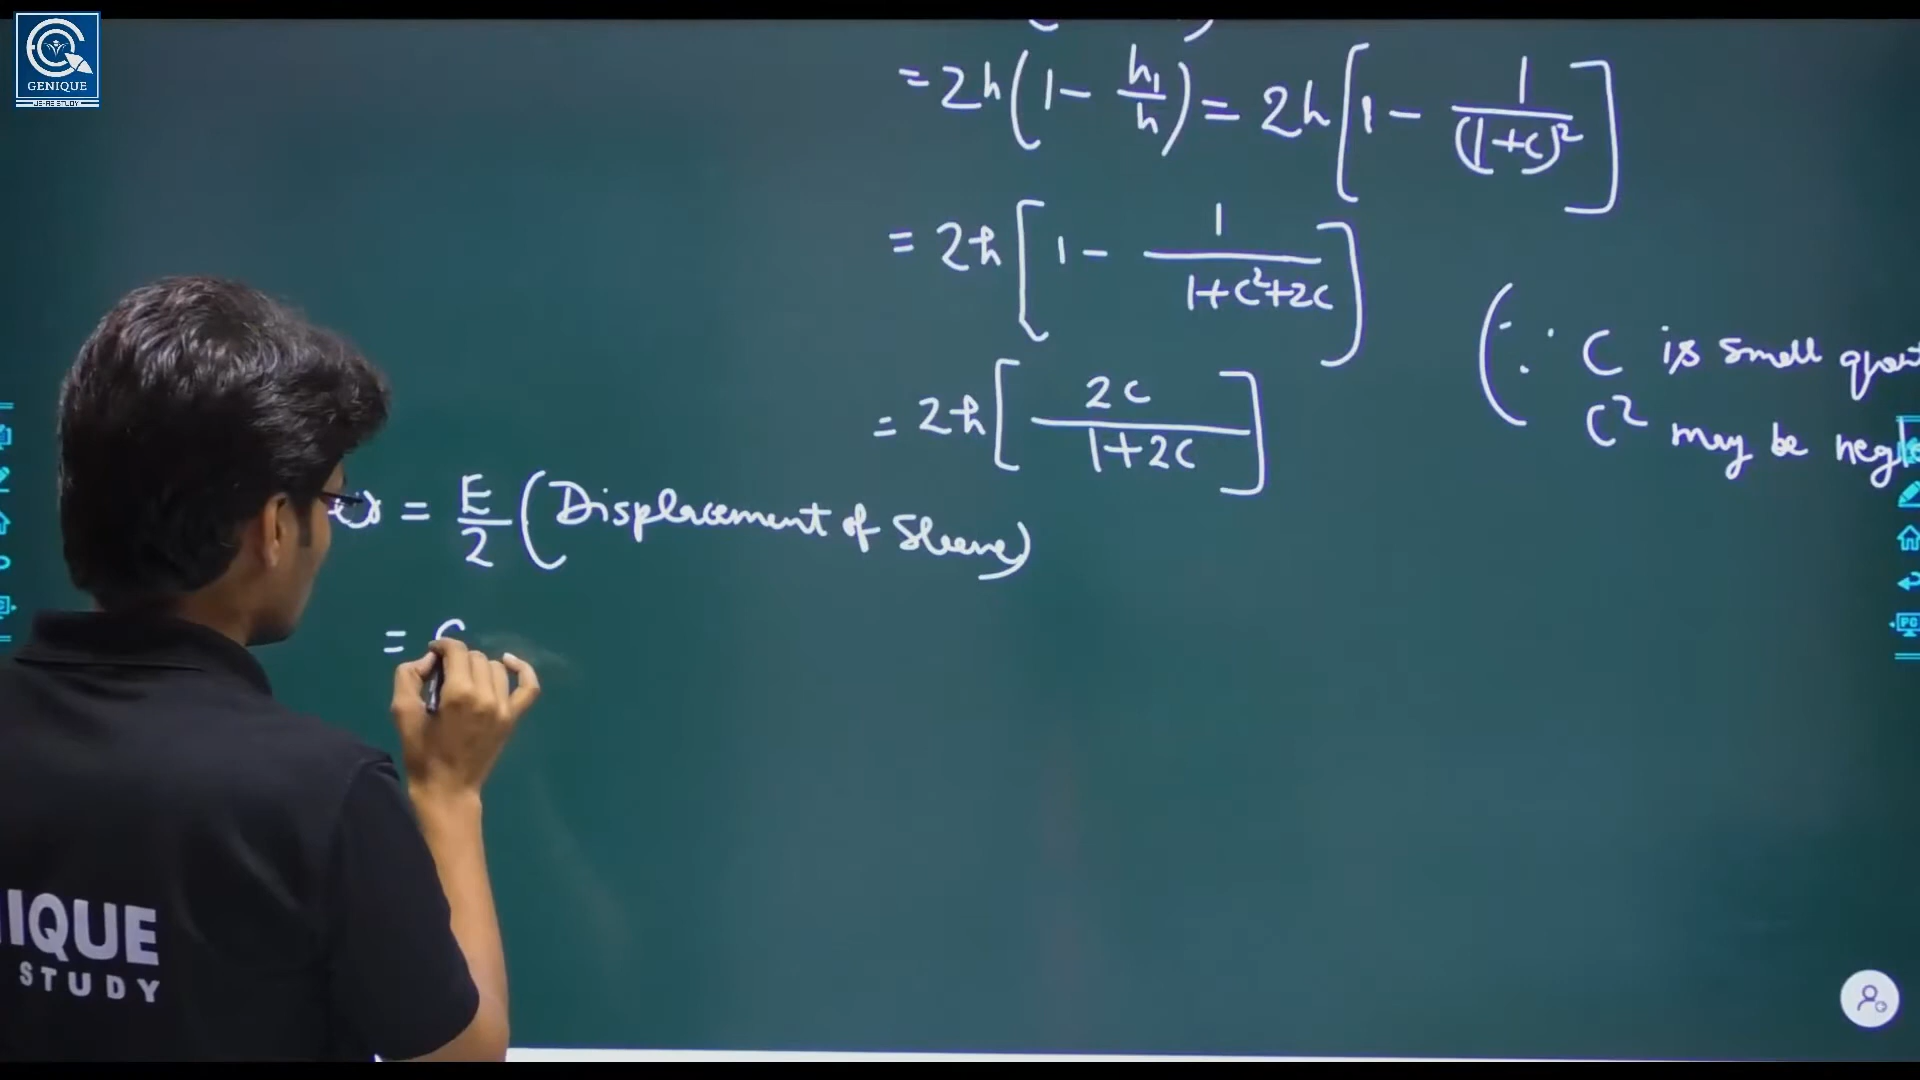 GENIQUE
= 2h(1 - h₁/h) = 2h[1 - 1/(1+c)²]
= 2h[1 - 1/(1+c²+2c)]
(∵ C is small
C² may be
= 2h[2c/(1+2c)]
= E/2 (Displacement of Sleeve)
=
IQUE
STUDY
PC